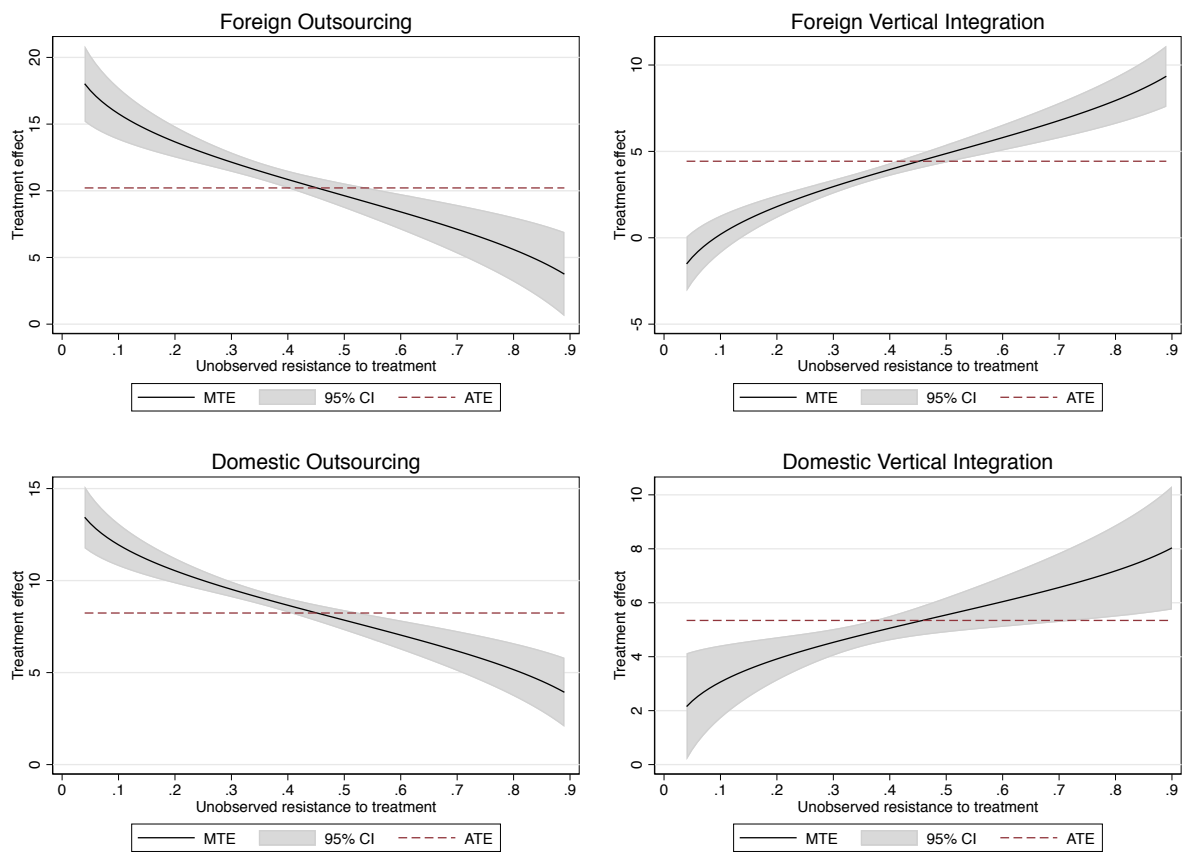 Foreign Outsourcing
Treatment effect
20
15
10
5
0
0 .1 .2 .3 .4 .5 .6 .7 .8 .9
Unobserved resistance to treatment
MTE 95% CI ATE
Foreign Vertical Integration
Treatment effect
10
5
0
-5
0 .1 .2 .3 .4 .5 .6 .7 .8 .9
Unobserved resistance to treatment
MTE 95% CI ATE
Domestic Outsourcing
Treatment effect
15
10
5
0
0 .1 .2 .3 .4 .5 .6 .7 .8 .9
Unobserved resistance to treatment
MTE 95% CI ATE
Domestic Vertical Integration
Treatment effect
10
8
6
4
2
0
0 .1 .2 .3 .4 .5 .6 .7 .8 .9
Unobserved resistance to treatment
MTE 95% CI ATE